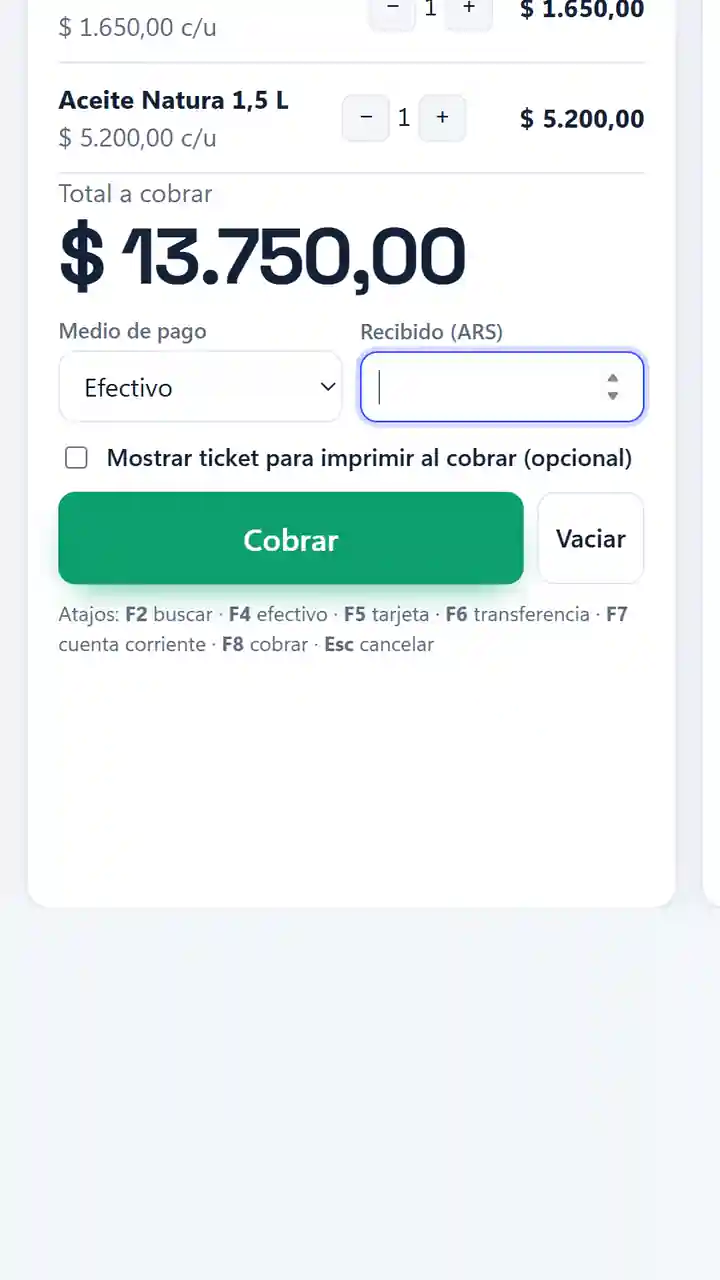 $ 1.650,00 c/u
− 1 + $ 1.650,00
Aceite Natura 1,5 L
$ 5.200,00 c/u
− 1 + $ 5.200,00
Total a cobrar
$ 13.750,00
Medio de pago
Recibido (ARS)
Efectivo
Mostrar ticket para imprimir al cobrar (opcional)
Cobrar
Vaciar
Atajos: F2 buscar · F4 efectivo · F5 tarjeta · F6 transferencia · F7
cuenta corriente · F8 cobrar · Esc cancelar